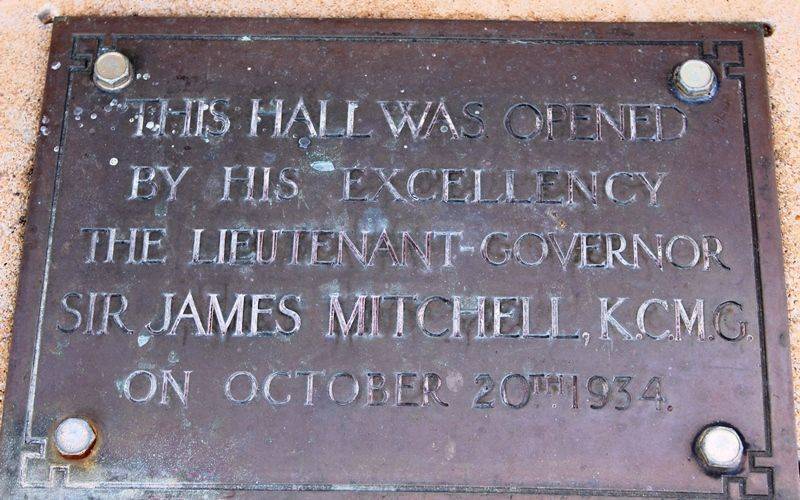 THIS HALL WAS OPENED
BY HIS EXCELLENCY
THE LIEUTENANT-GOVERNOR
SIR JAMES MITCHELL, K.C.M.G.
ON OCTOBER 20TH 1934.